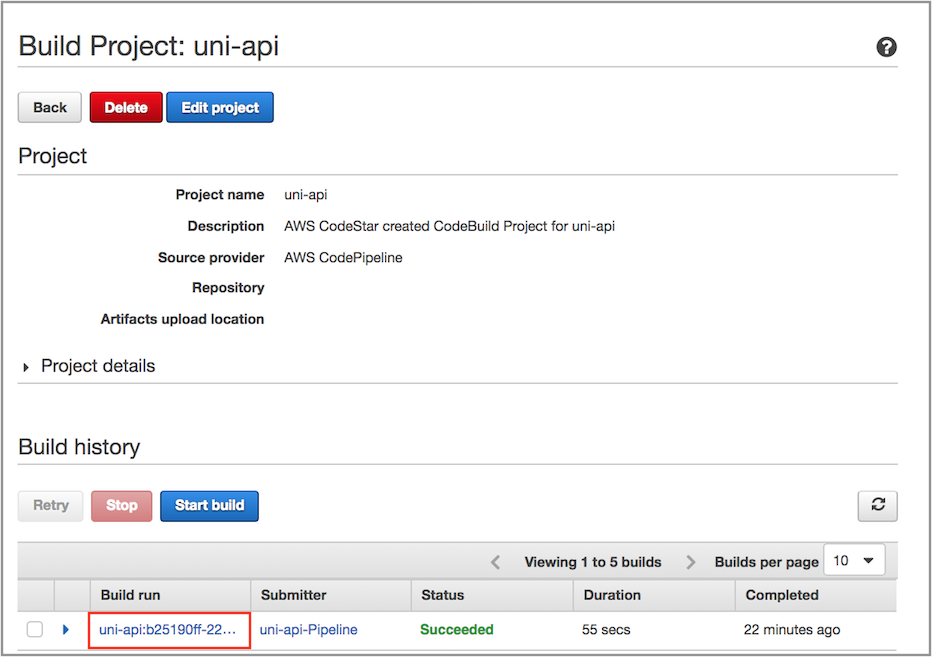 Build Project: uni-api
?
Back Delete Edit project
Project
Project name uni-api
Description AWS CodeStar created CodeBuild Project for uni-api
Source provider AWS CodePipeline
Repository
Artifacts upload location
Project details
Build history
Retry Stop Start build
Viewing 1 to 5 builds Builds per page 10
Build run Submitter Status Duration Completed
uni-api:b25190ff-22... uni-api-Pipeline Succeeded 55 secs 22 minutes ago